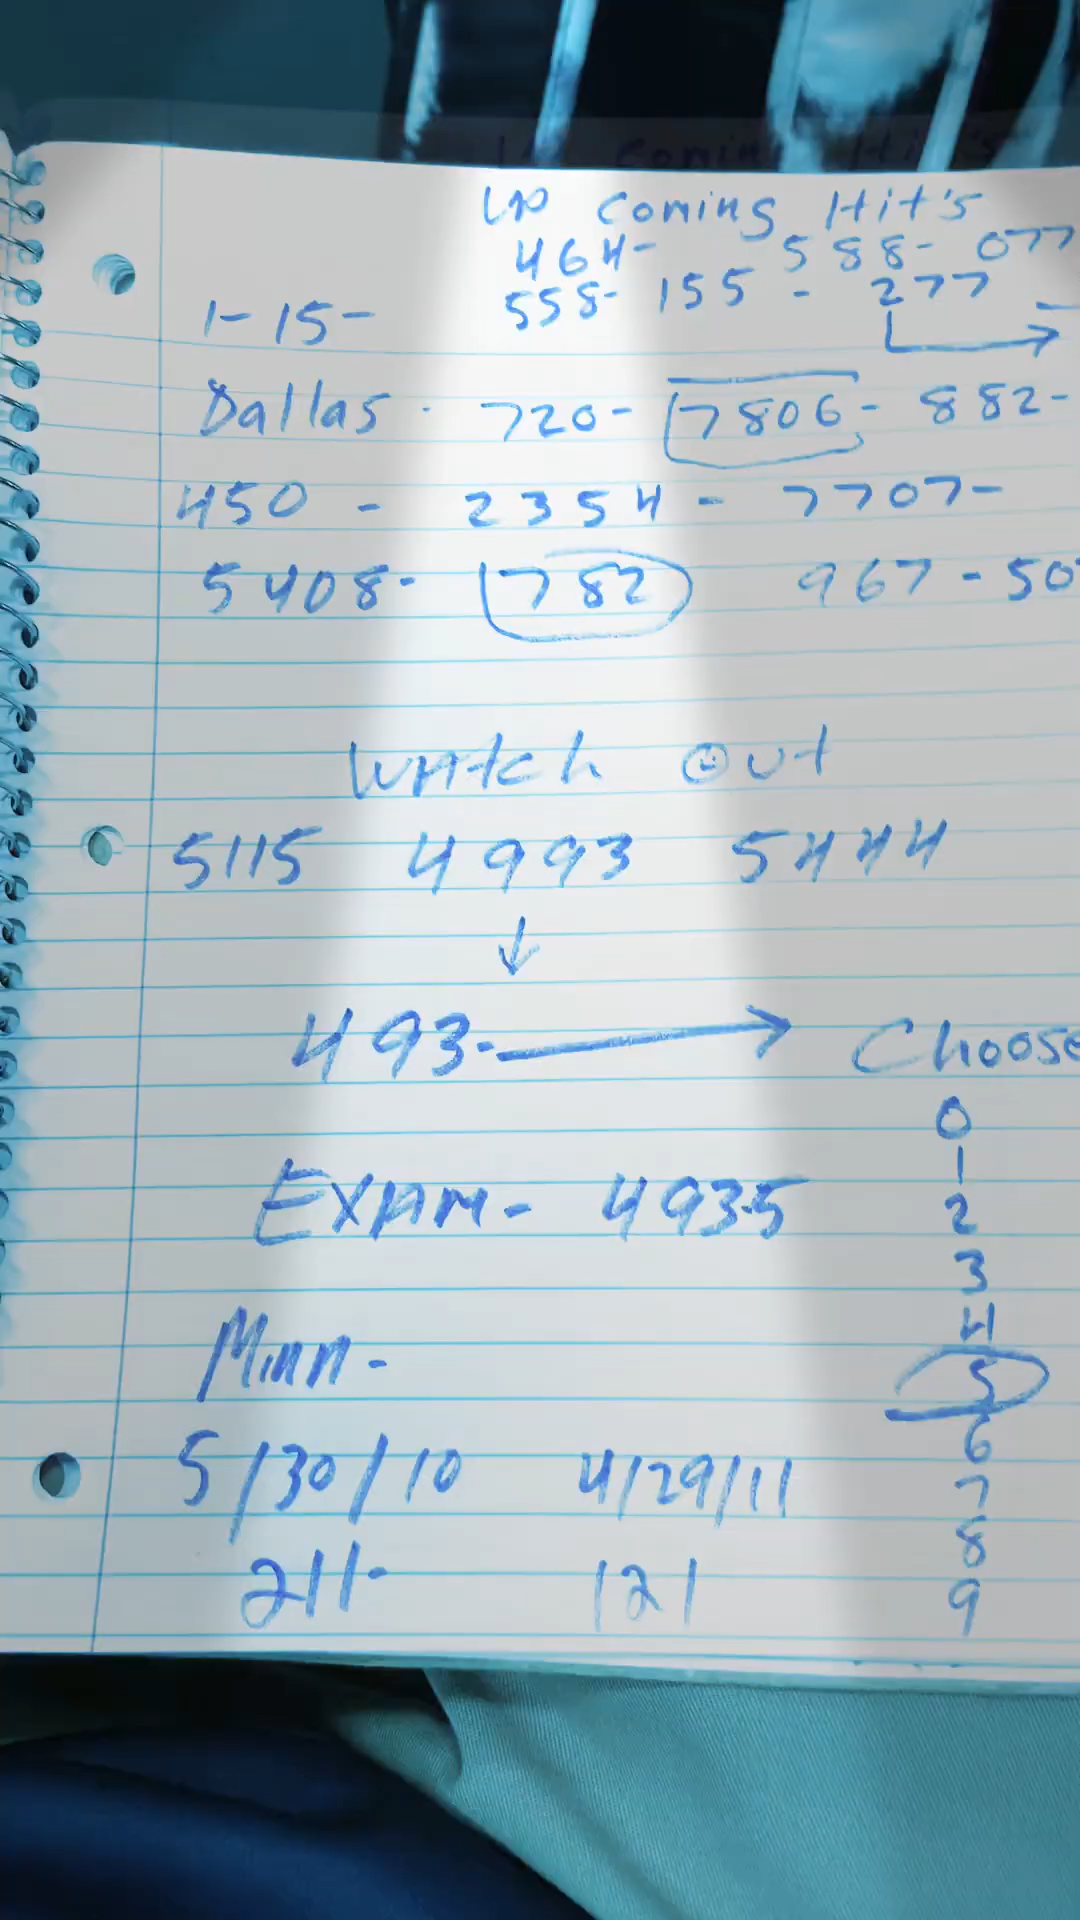 Up Coming Hit's
464- 588- 077
558- 155 - 277
1-15-
Dallas - 720- 7806- 882-
450 - 2354 - 7707-
5408- 782 967 - 50
Watch Out
5115 4993 5444
↓
493- → Choose
0
1
Exam- 4935
2
3
4
Minn-
5
6
5/30/10 4/29/11
7
8
211- 121
9